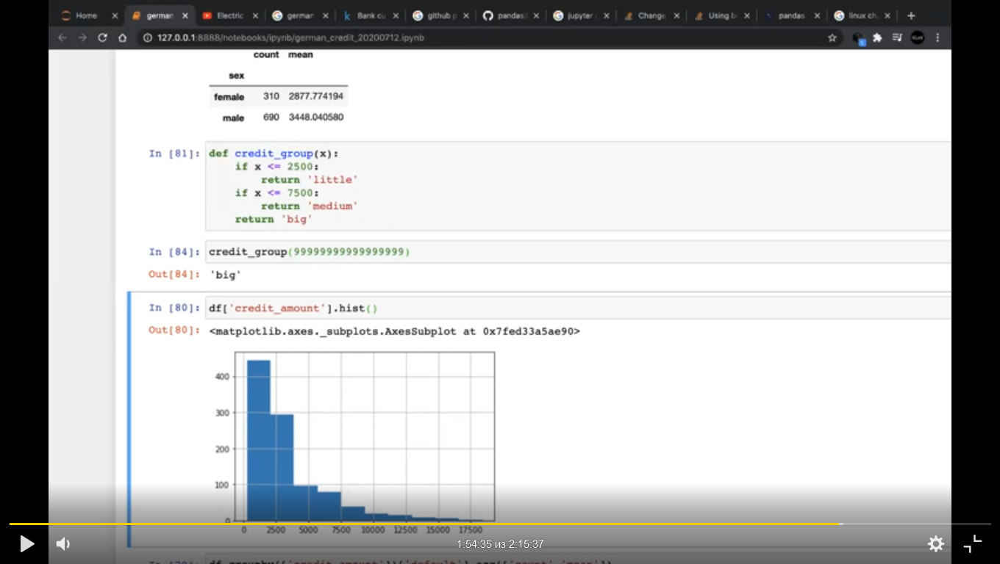 Home german Electric german Bank cu github p pandas/ jupyter Change Using b pandas. linux ch.
127.0.0.1:8888/notebooks/ipynb/german_credit_20200712.ipynb
count mean
sex
female 310 2877.774194
male 690 3448.040580
In [81]: def credit_group(x):
if x <= 2500:
return 'little'
if x <= 7500:
return 'medium'
return 'big'
In [84]: credit_group(99999999999999999)
Out[84]: 'big'
In [80]: df['credit_amount'].hist()
Out[80]: <matplotlib.axes._subplots.AxesSubplot at 0x7fed33a5ae90>
400
300
200
100
0
0 2500 5000 7500 10000 12500 15000 17500
1:54:35 из 2:15:37